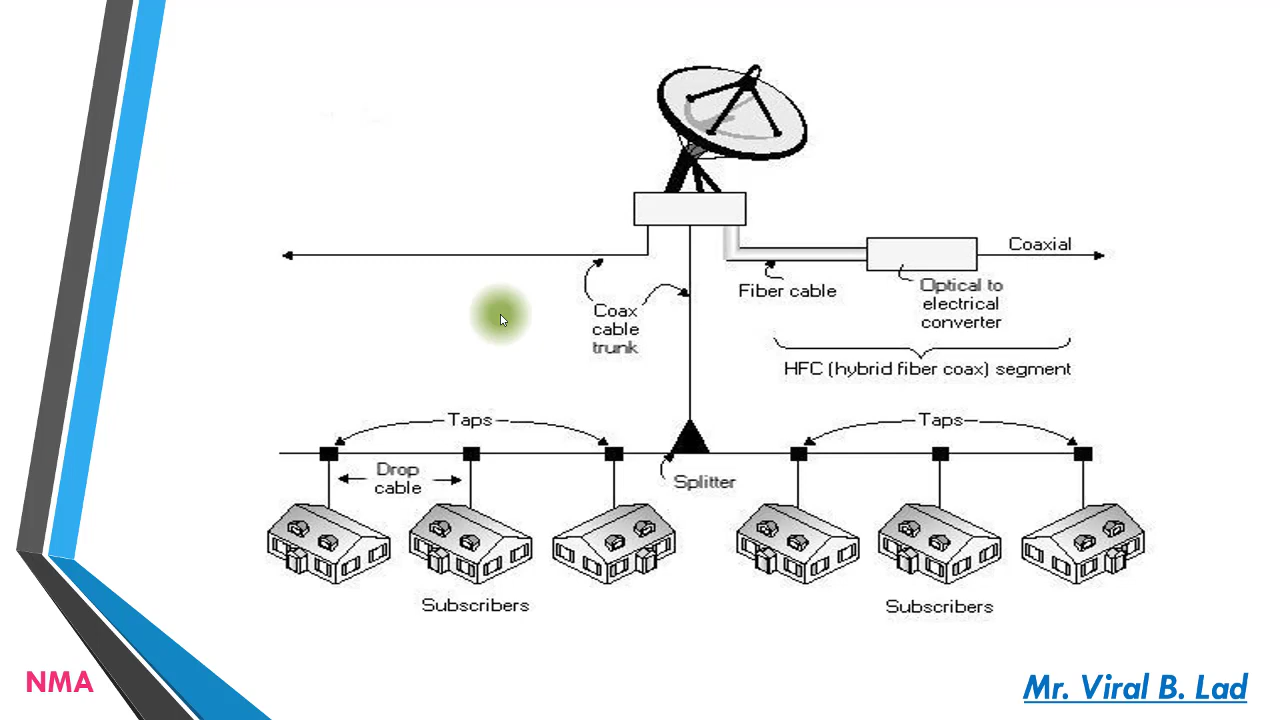 Coaxial
Fiber cable
Optical to
electrical
converter
Coax
cable
trunk
HFC (hybrid fiber coax) segment
Taps
Taps
Drop
cable
Splitter
Subscribers
Subscribers
NMA
Mr. Viral B. Lad